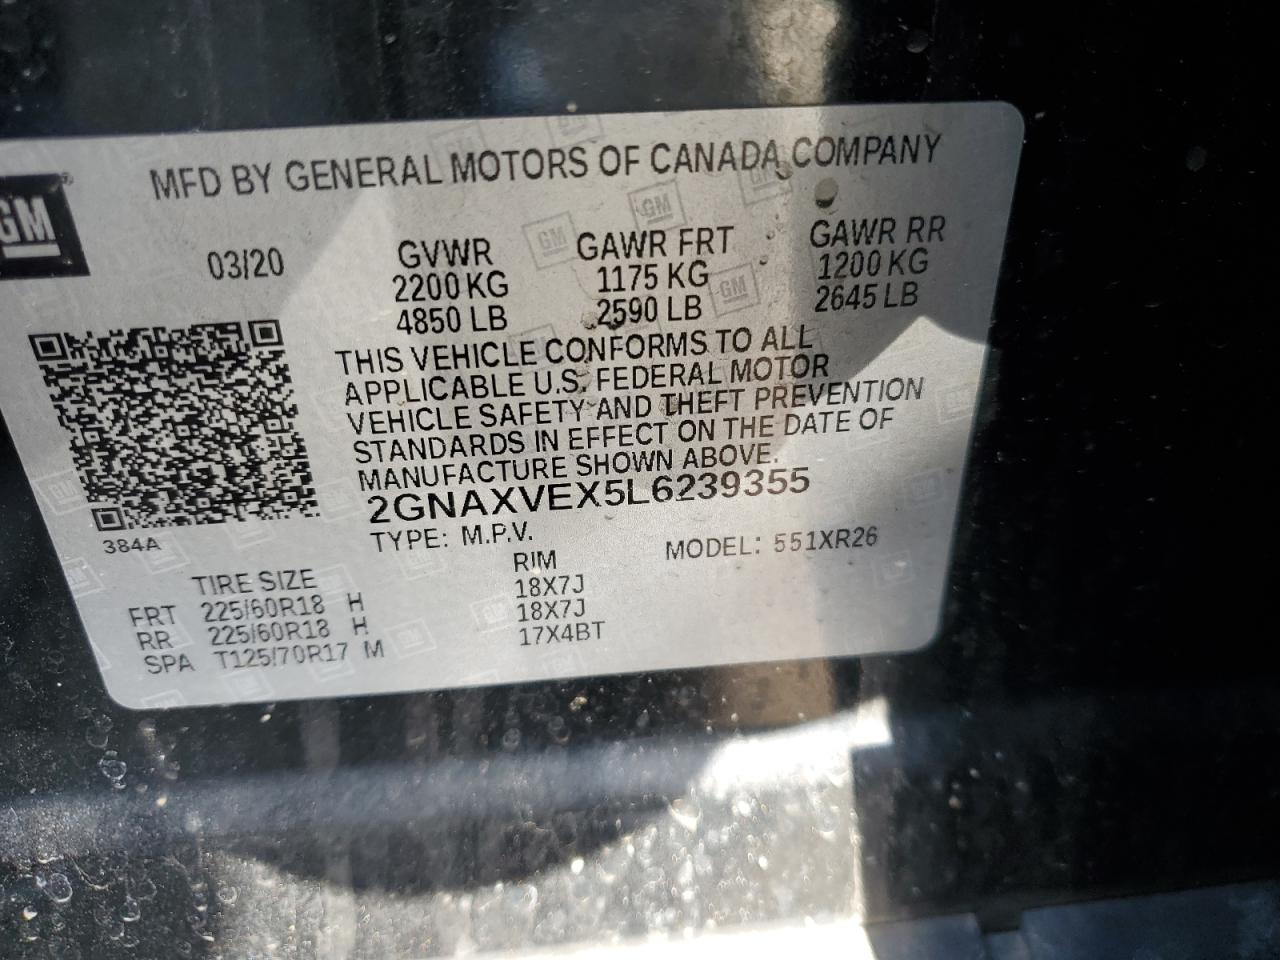 MFD BY GENERAL MOTORS OF CANADA COMPANY
GM
03/20
GVWR
2200 KG
4850 LB
GAWR FRT
1175 KG
2590 LB
GAWR RR
1200 KG
2645 LB
THIS VEHICLE CONFORMS TO ALL
APPLICABLE U.S. FEDERAL MOTOR
VEHICLE SAFETY AND THEFT PREVENTION
STANDARDS IN EFFECT ON THE DATE OF
MANUFACTURE SHOWN ABOVE.
2GNAXVEX5L6239355
384A
TYPE: M.P.V.
MODEL: 551XR26
TIRE SIZE RIM
FRT 225/60R18 H 18X7J
RR 225/60R18 H 18X7J
SPA T125/70R17 M 17X4BT